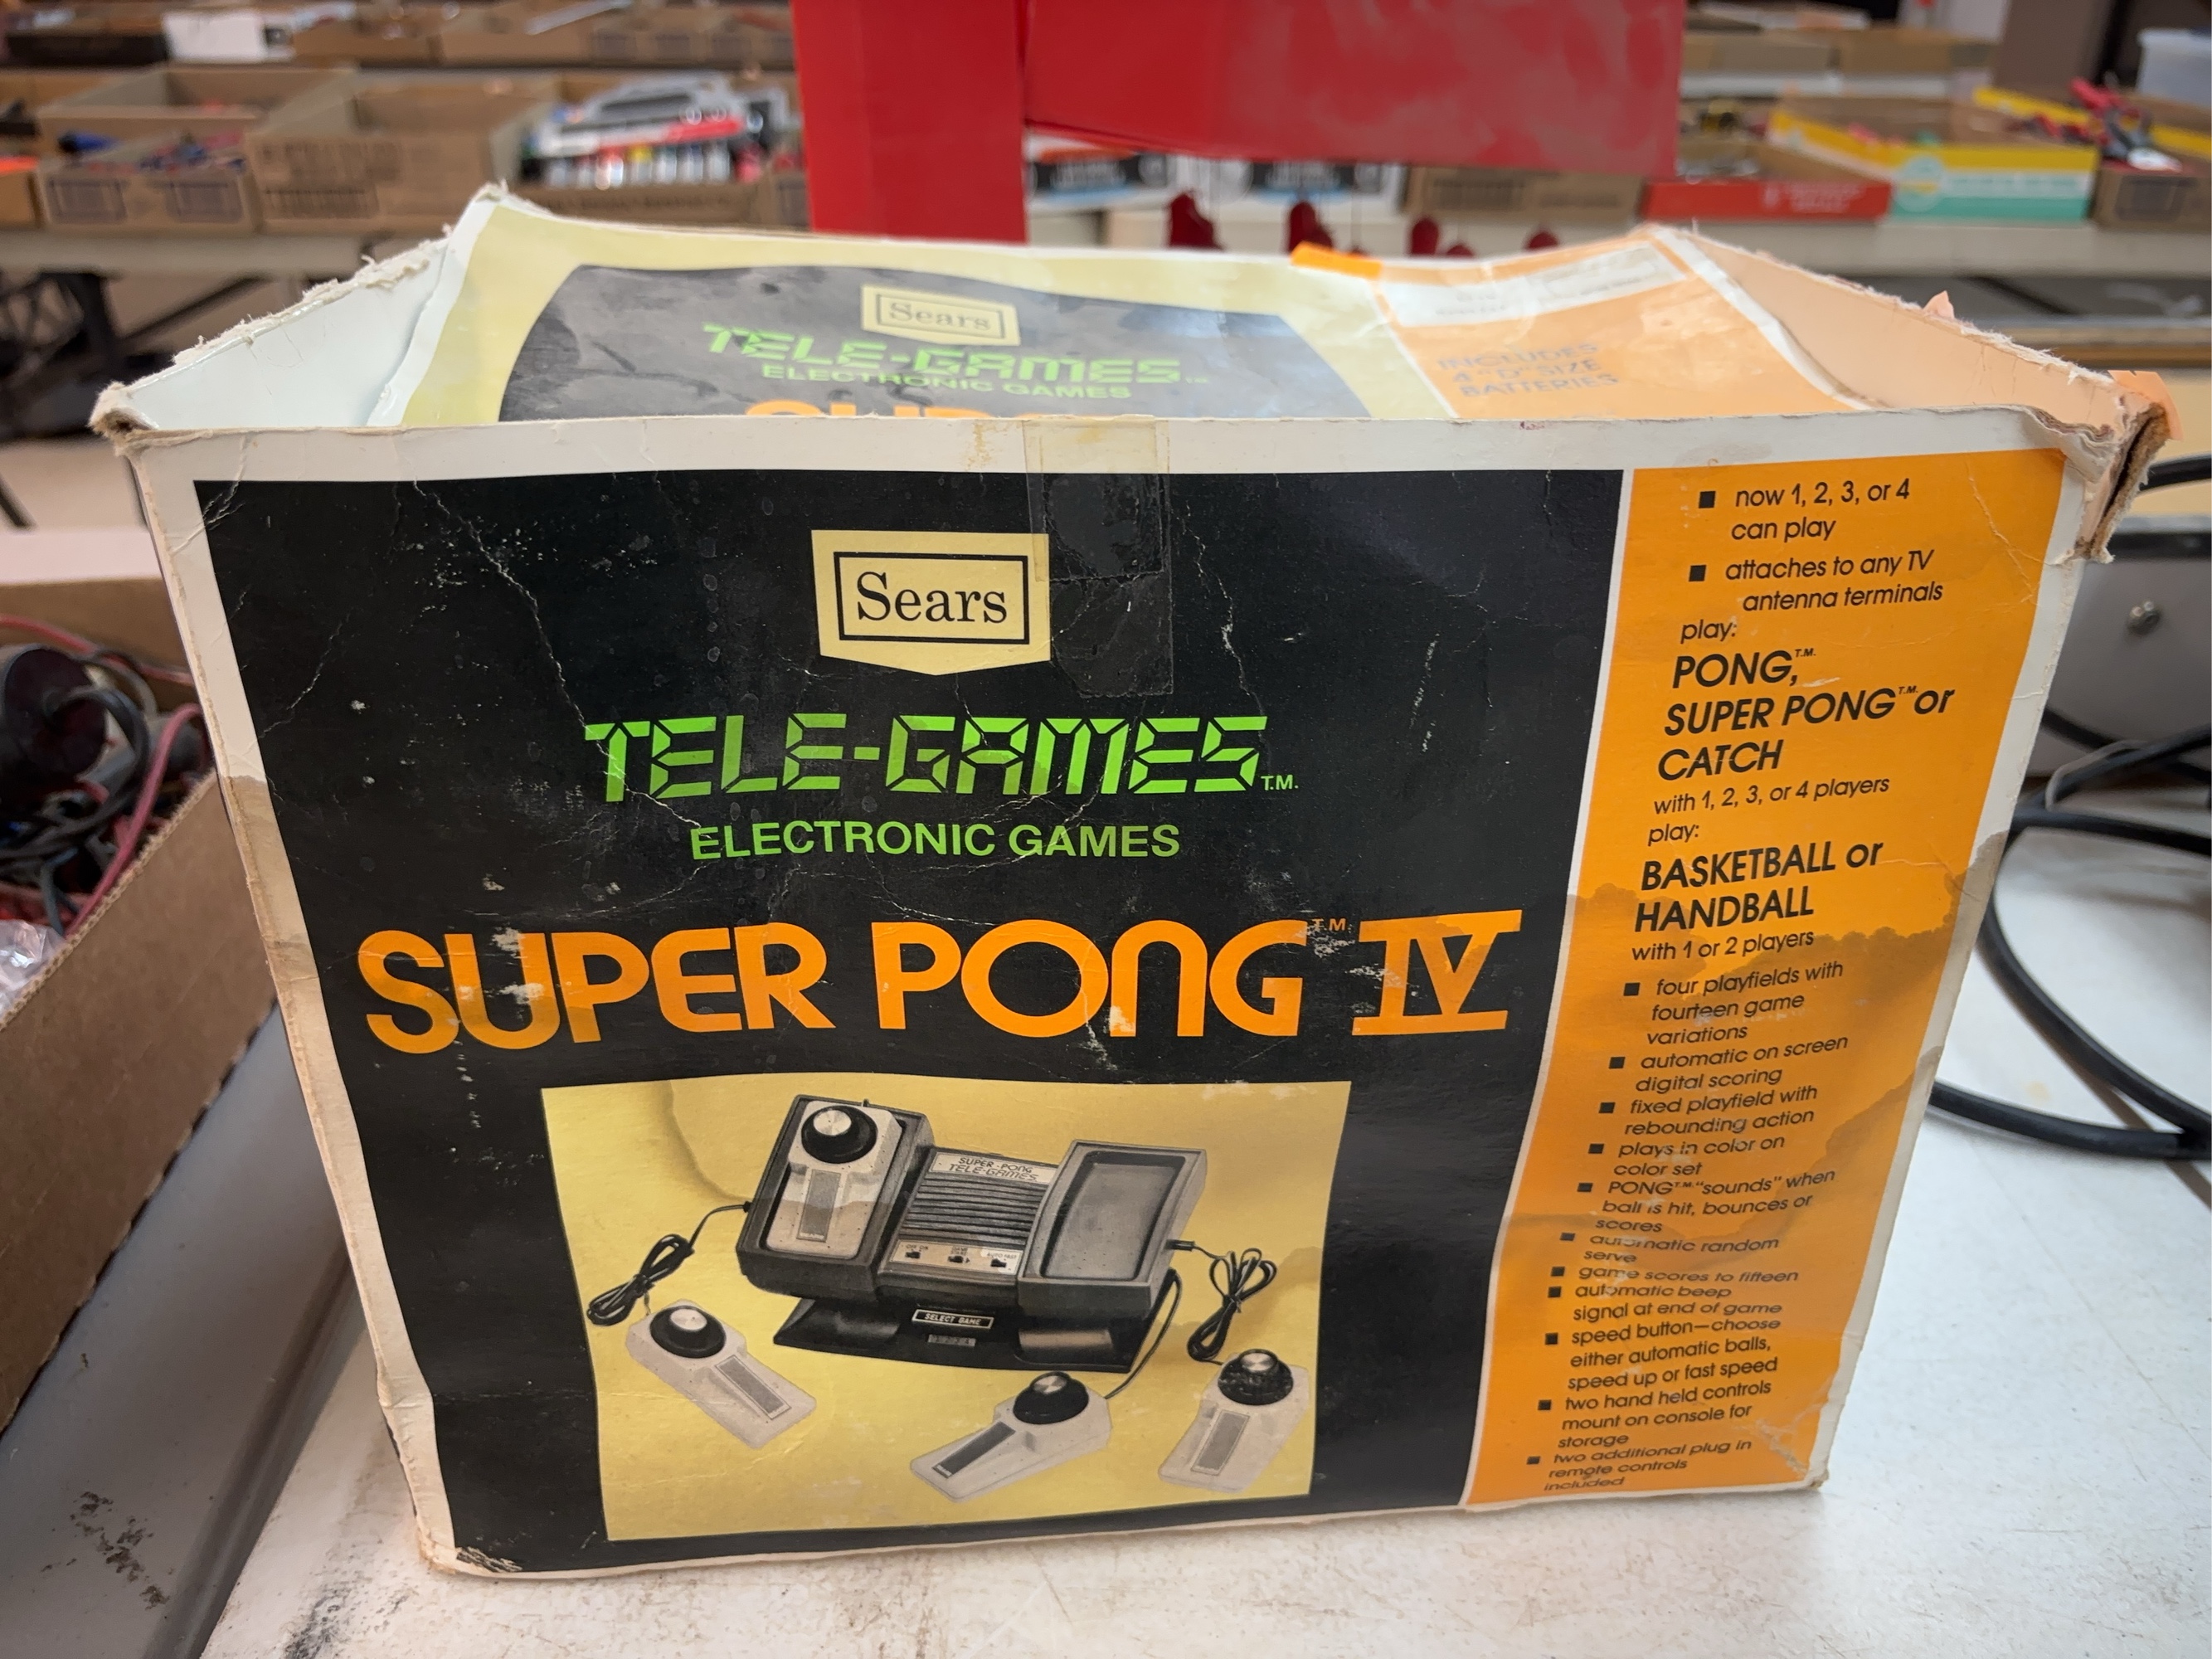 Sears
TELE-GAMES
ELECTRONIC GAMES
INCLUDES
4 "D" SIZE
BATTERIES
Sears
TELE-GAMES T.M.
ELECTRONIC GAMES
SUPER PONG T.M. IV
SUPER-PONG
TELE-GAMES
OFF ON
SELECT GAME
■ now 1, 2, 3, or 4
can play
■ attaches to any TV
antenna terminals
play:
PONG,T.M.
SUPER PONG T.M. or
CATCH
with 1, 2, 3, or 4 players
play:
BASKETBALL or
HANDBALL
with 1 or 2 players
■ four playfields with
fourteen game
variations
■ automatic on screen
digital scoring
■ fixed playfield with
rebounding action
■ plays in color on
color set
■ PONG T.M. "sounds" when
ball is hit, bounces or
scores
■ automatic random
serve
■ game scores to fifteen
■ automatic beep
signal at end of game
■ speed button—choose
either automatic balls,
speed up or fast speed
■ two hand held controls
mount on console for
storage
■ two additional plug in
remote controls
included